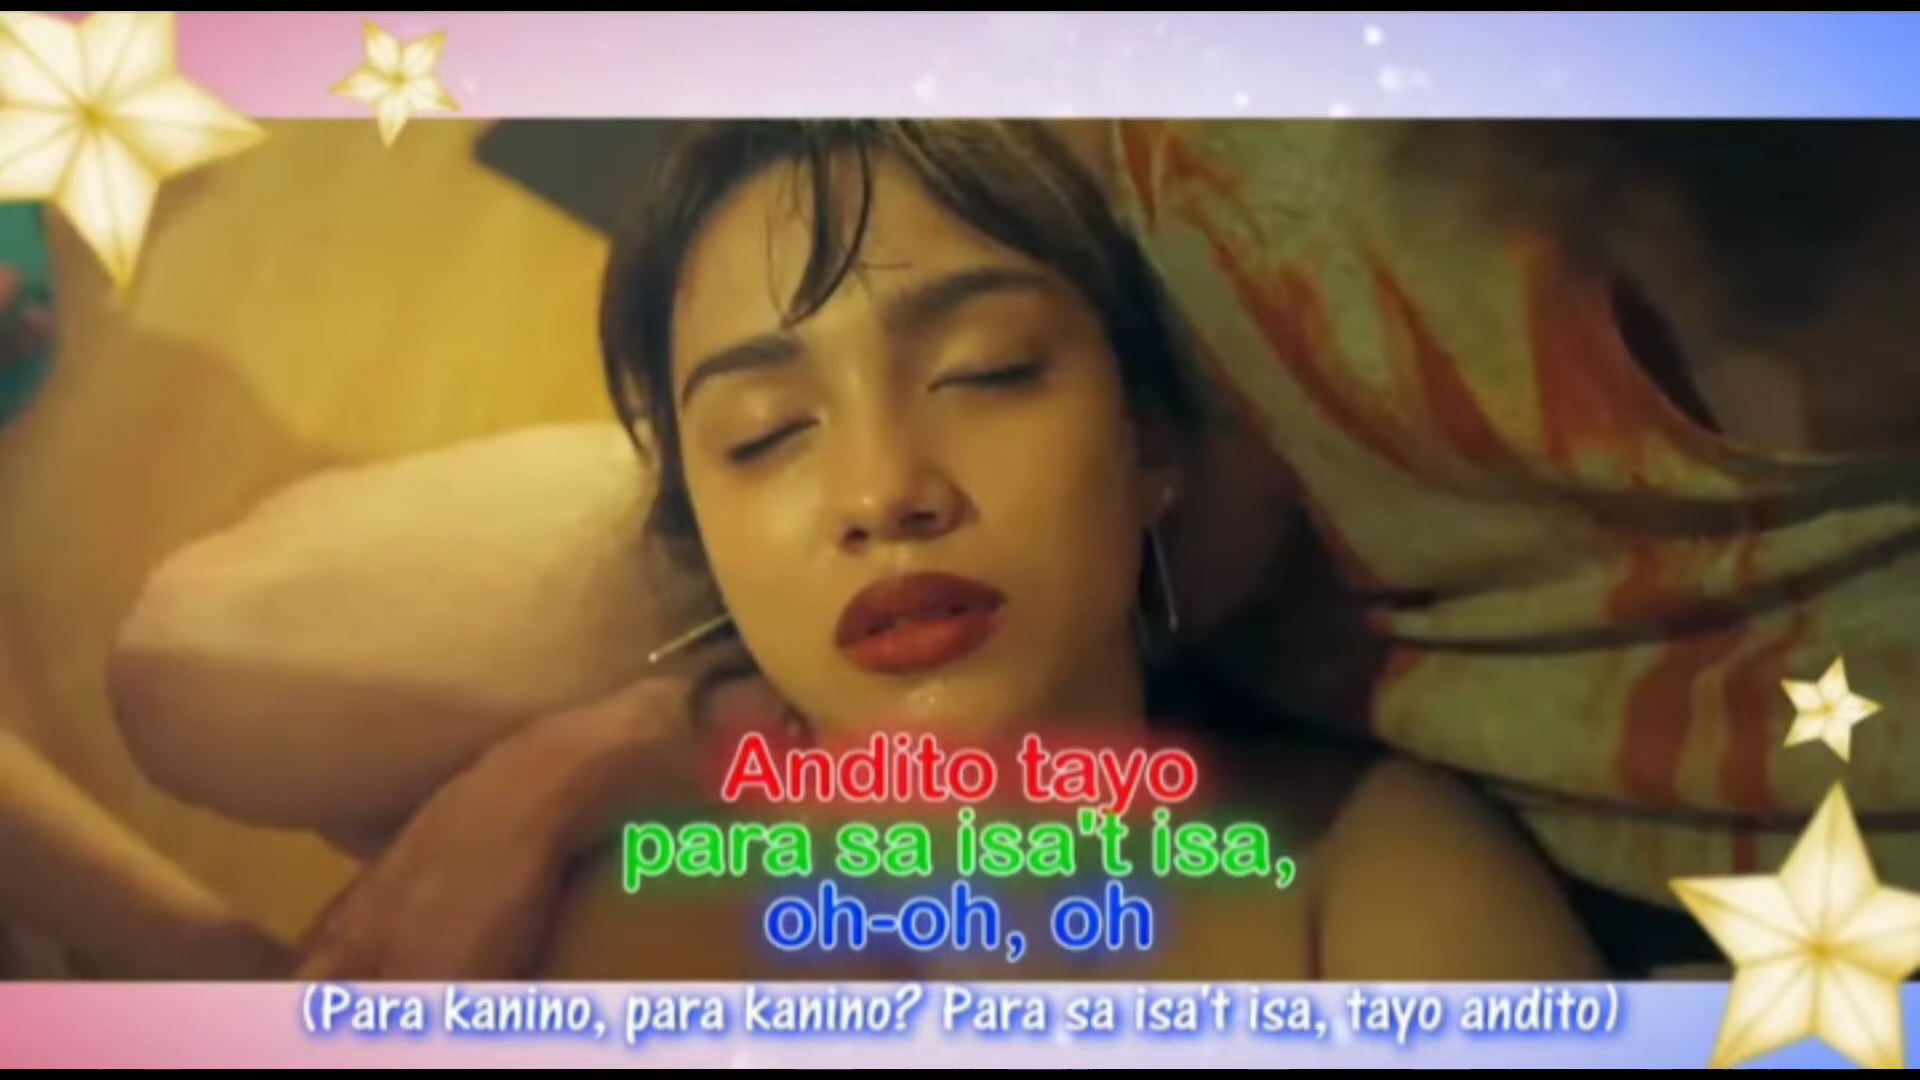 Andito tayo
para sa isa't isa,
oh-oh, oh
(Para kanino, para kanino? Para sa isa't isa, tayo andito)